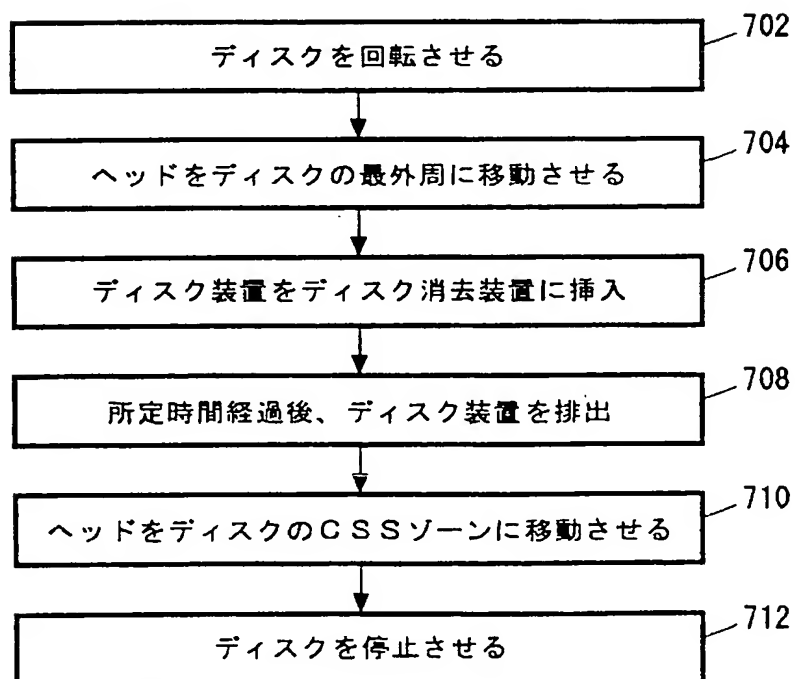 702
ディスクを回転させる
704
ヘッドをディスクの最外周に移動させる
706
ディスク装置をディスク消去装置に挿入
708
所定時間経過後、ディスク装置を排出
710
ヘッドをディスクのCSSゾーンに移動させる
712
ディスクを停止させる